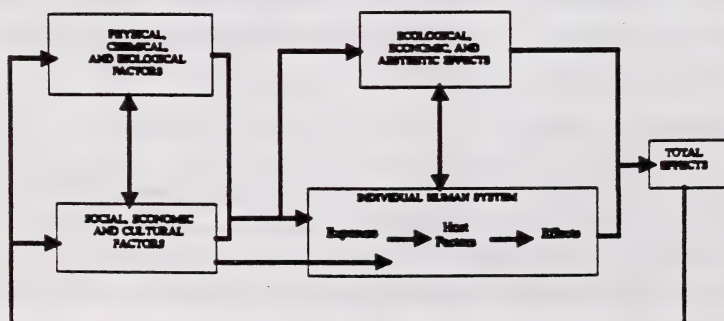 PHYSICAL,
CHEMICAL,
AND BIOLOGICAL
FACTORS
ECOLOGICAL,
ECONOMIC, AND
AESTHETIC EFFECTS
TOTAL
EFFECTS
SOCIAL, ECONOMIC
AND CULTURAL
FACTORS
INDIVIDUAL HUMAN SYSTEM
Exposure
Host
Factors
Effects